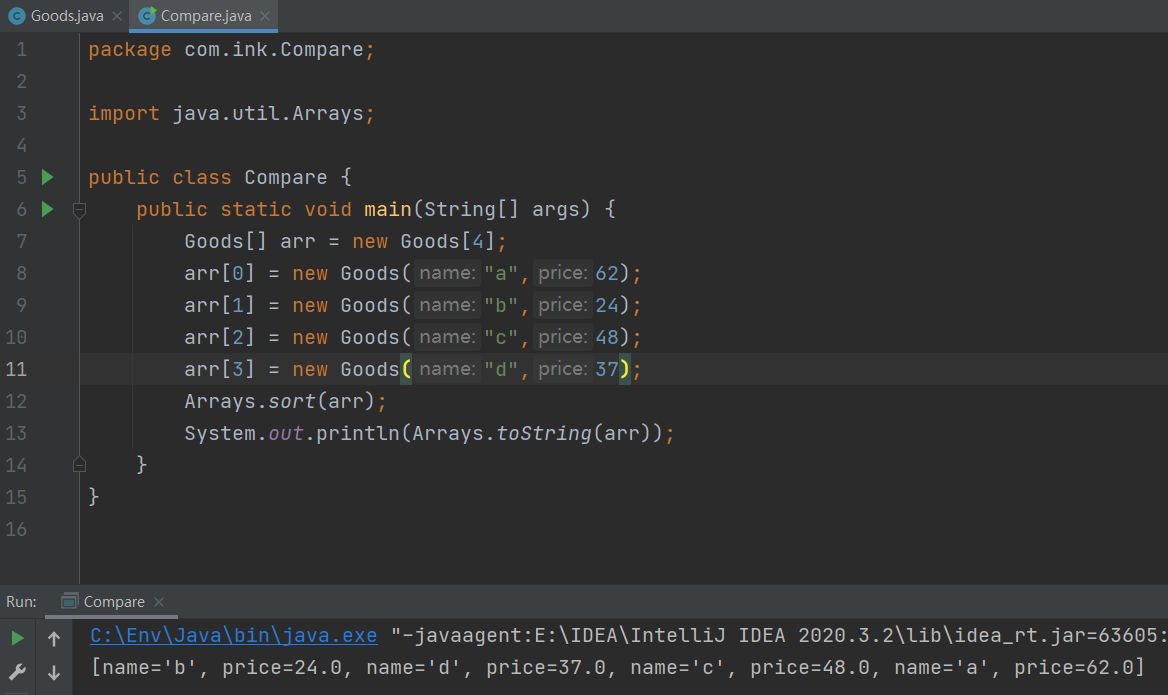 Goods.java Compare.java
1 package com.ink.Compare;
2
3 import java.util.Arrays;
4
5 public class Compare {
6 public static void main(String[] args) {
7 Goods[] arr = new Goods[4];
8 arr[0] = new Goods( name: "a", price: 62);
9 arr[1] = new Goods( name: "b", price: 24);
10 arr[2] = new Goods( name: "c", price: 48);
11 arr[3] = new Goods( name: "d", price: 37);
12 Arrays.sort(arr);
13 System.out.println(Arrays.toString(arr));
14 }
15 }
16
Run: Compare
C:\Env\Java\bin\java.exe "-javaagent:E:\IDEA\IntelliJ IDEA 2020.3.2\lib\idea_rt.jar=63605:
[name='b', price=24.0, name='d', price=37.0, name='c', price=48.0, name='a', price=62.0]